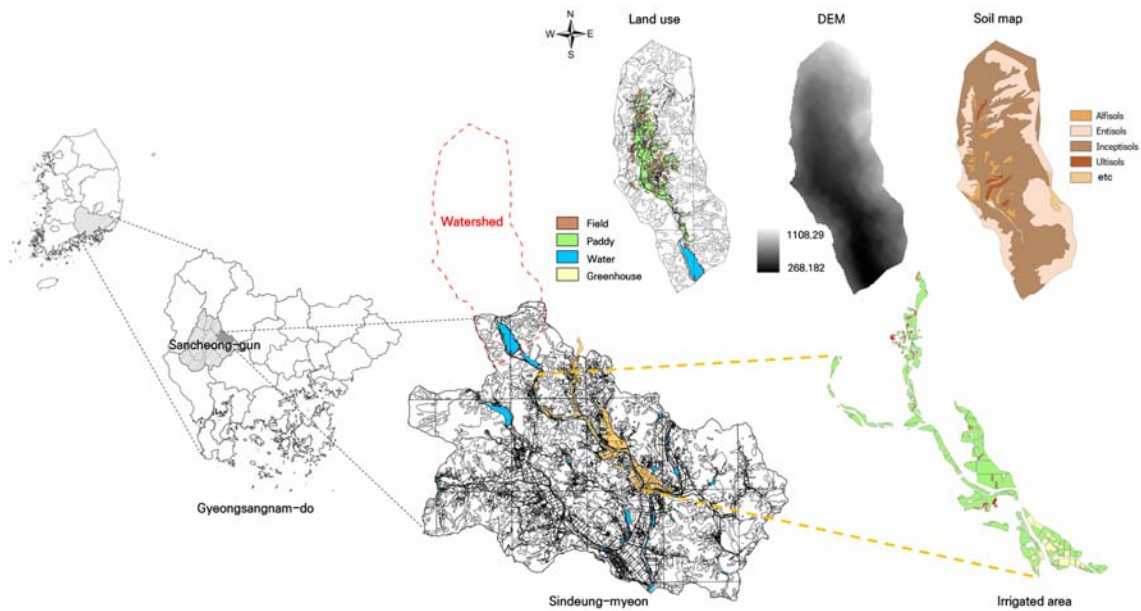 N
W E
S
Land use
DEM
Soil map
Alfisols
Entisols
Inceptisols
Ultisols
etc
Watershed
Field
Paddy
Water
Greenhouse
1108.29
268.182
Sancheong-gun
Gyeongsangnam-do
Sindeung-myeon
Irrigated area